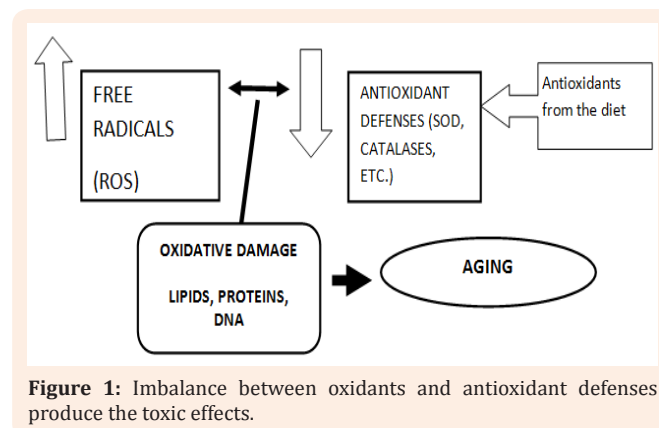 FREE
RADICALS
(ROS)
ANTIOXIDANT
DEFENSES (SOD,
CATALASES,
ETC.)
Antioxidants
from the diet
OXIDATIVE DAMAGE
LIPIDS, PROTEINS,
DNA
AGING
Figure 1: Imbalance between oxidants and antioxidant defenses
produce the toxic effects.